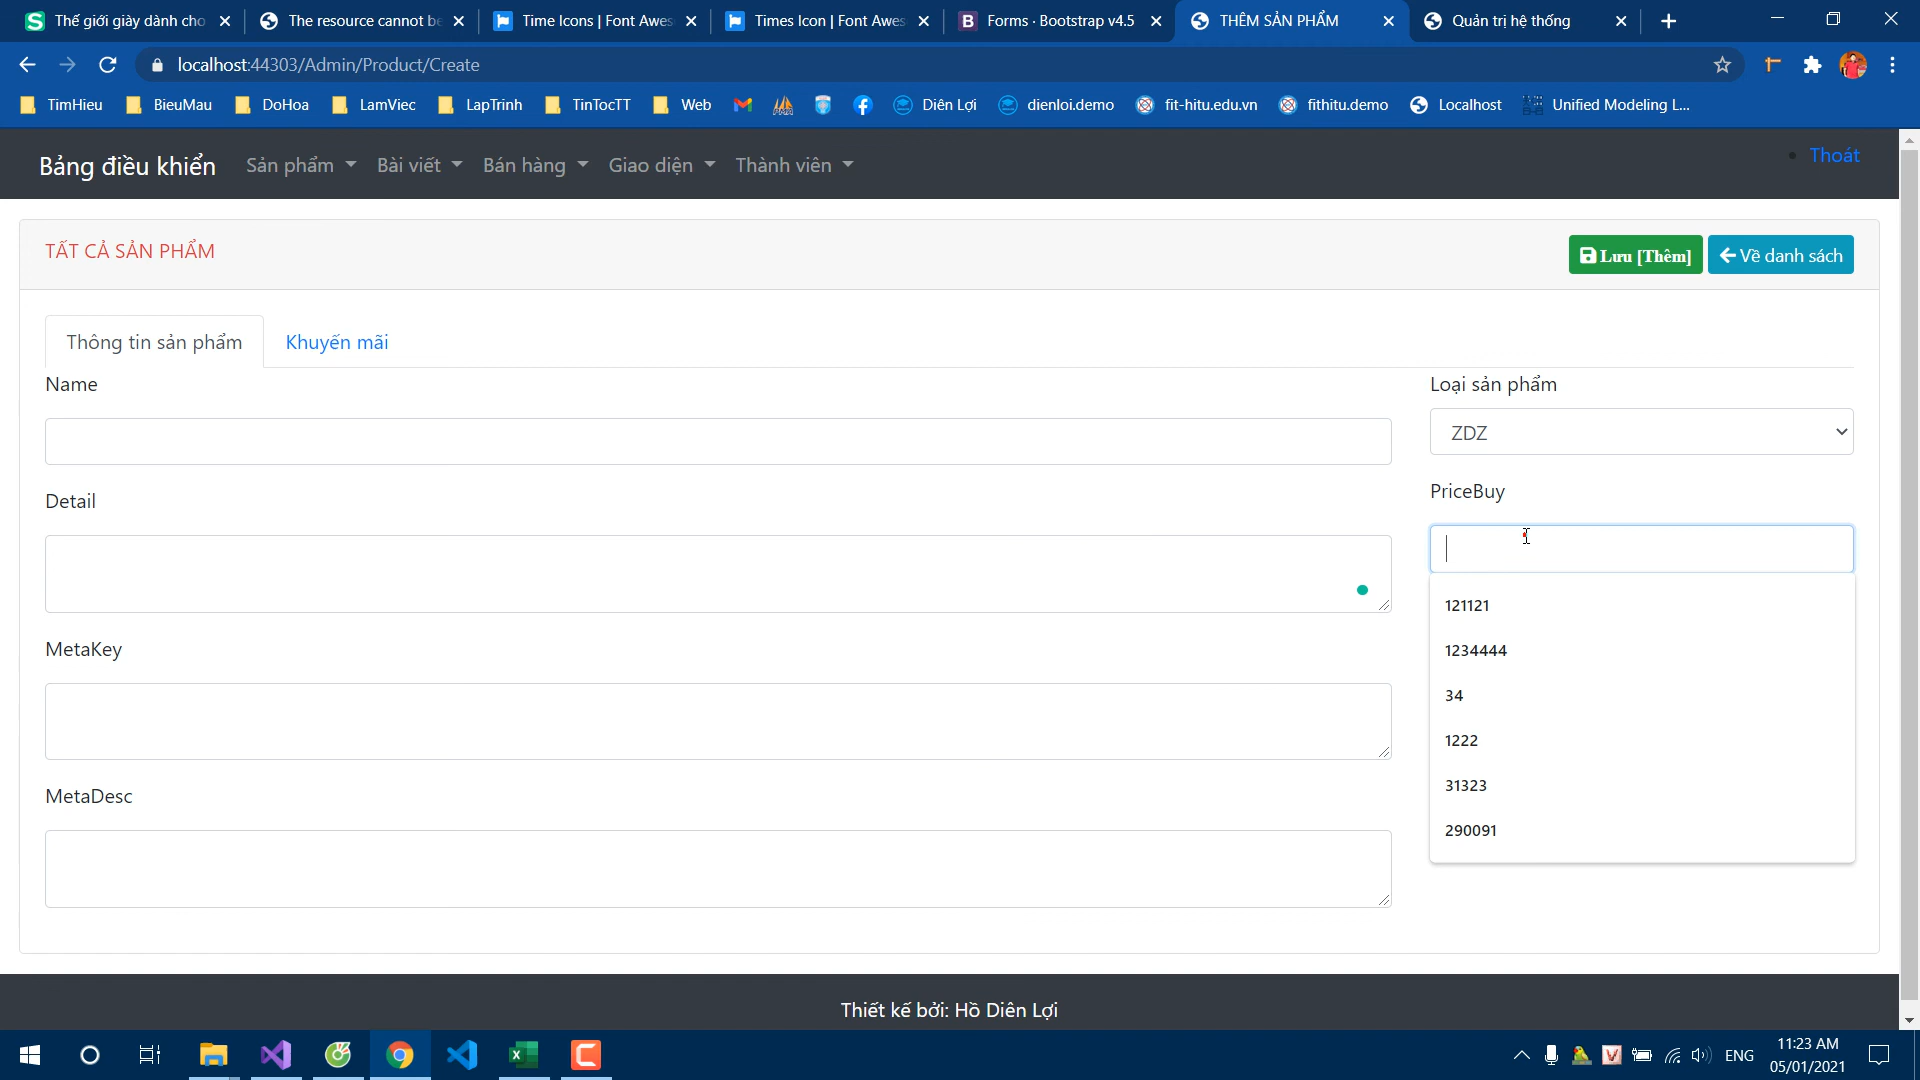 Thế giới giày dành cho
The resource cannot be
Time Icons | Font Awes
Times Icon | Font Awes
Forms · Bootstrap v4.5
THÊM SẢN PHẨM
Quản trị hệ thống
localhost:44303/Admin/Product/Create
TimHieu
BieuMau
DoHoa
LamViec
LapTrinh
TinTocTT
Web
Diên Lợi
dienloi.demo
fit-hitu.edu.vn
fithitu.demo
Localhost
Unified Modeling L...
Bảng điều khiển
Sản phẩm
Bài viết
Bán hàng
Giao diện
Thành viên
Thoát
TẤT CẢ SẢN PHẨM
Lưu [Thêm]
Về danh sách
Thông tin sản phẩm
Khuyến mãi
Name
Loại sản phẩm
ZDZ
Detail
PriceBuy
121121
1234444
34
1222
31323
290091
MetaKey
MetaDesc
Thiết kế bởi: Hồ Diên Lợi
ENG
11:23 AM
05/01/2021